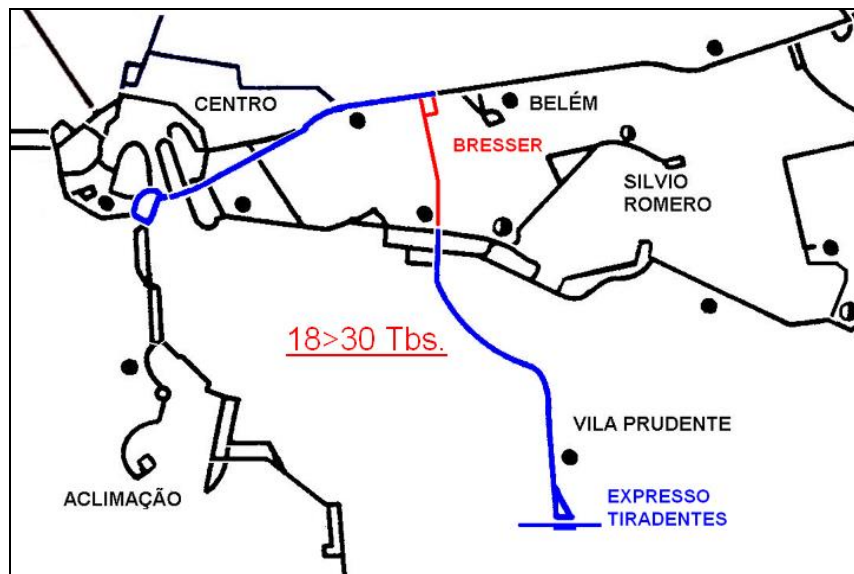 CENTRO
BELÉM
BRESSER
SILVIO
ROMERO
18>30 Tbs.
VILA PRUDENTE
ACLIMAÇÃO
EXPRESSO
TIRADENTES